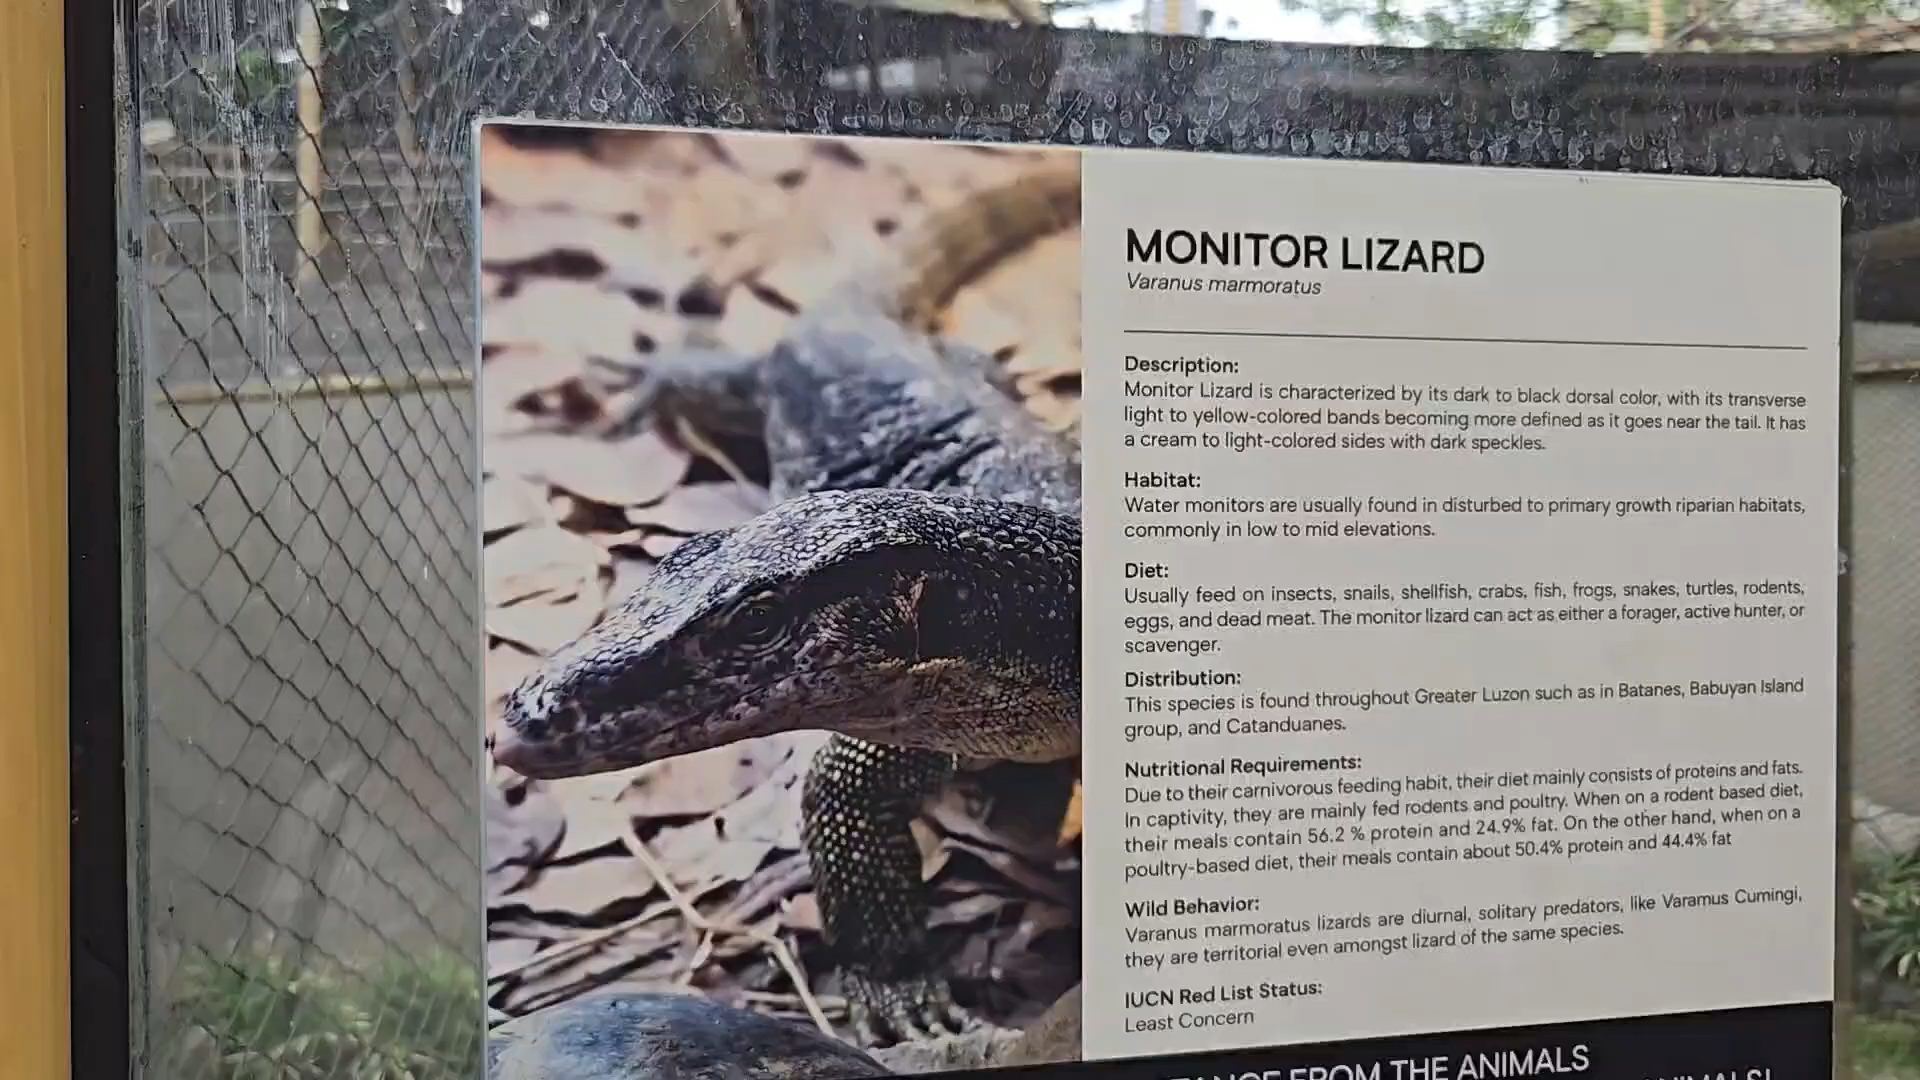 MONITOR LIZARD
Varanus marmoratus
Description:
Monitor Lizard is characterized by its dark to black dorsal color, with its transverse
light to yellow-colored bands becoming more defined as it goes near the tail. It has
a cream to light-colored sides with dark speckles.
Habitat:
Water monitors are usually found in disturbed to primary growth riparian habitats,
commonly in low to mid elevations.
Diet:
Usually feed on insects, snails, shellfish, crabs, fish, frogs, snakes, turtles, rodents,
eggs, and dead meat. The monitor lizard can act as either a forager, active hunter, or
scavenger.
Distribution:
This species is found throughout Greater Luzon such as in Batanes, Babuyan Island
group, and Catanduanes.
Nutritional Requirements:
Due to their carnivorous feeding habit, their diet mainly consists of proteins and fats.
In captivity, they are mainly fed rodents and poultry. When on a rodent based diet,
their meals contain 56.2 % protein and 24.9% fat. On the other hand, when on a
poultry-based diet, their meals contain about 50.4% protein and 44.4% fat
Wild Behavior:
Varanus marmoratus lizards are diurnal, solitary predators, like Varamus Cumingi,
they are territorial even amongst lizard of the same species.
IUCN Red List Status:
Least Concern
FROM THE ANIMALS